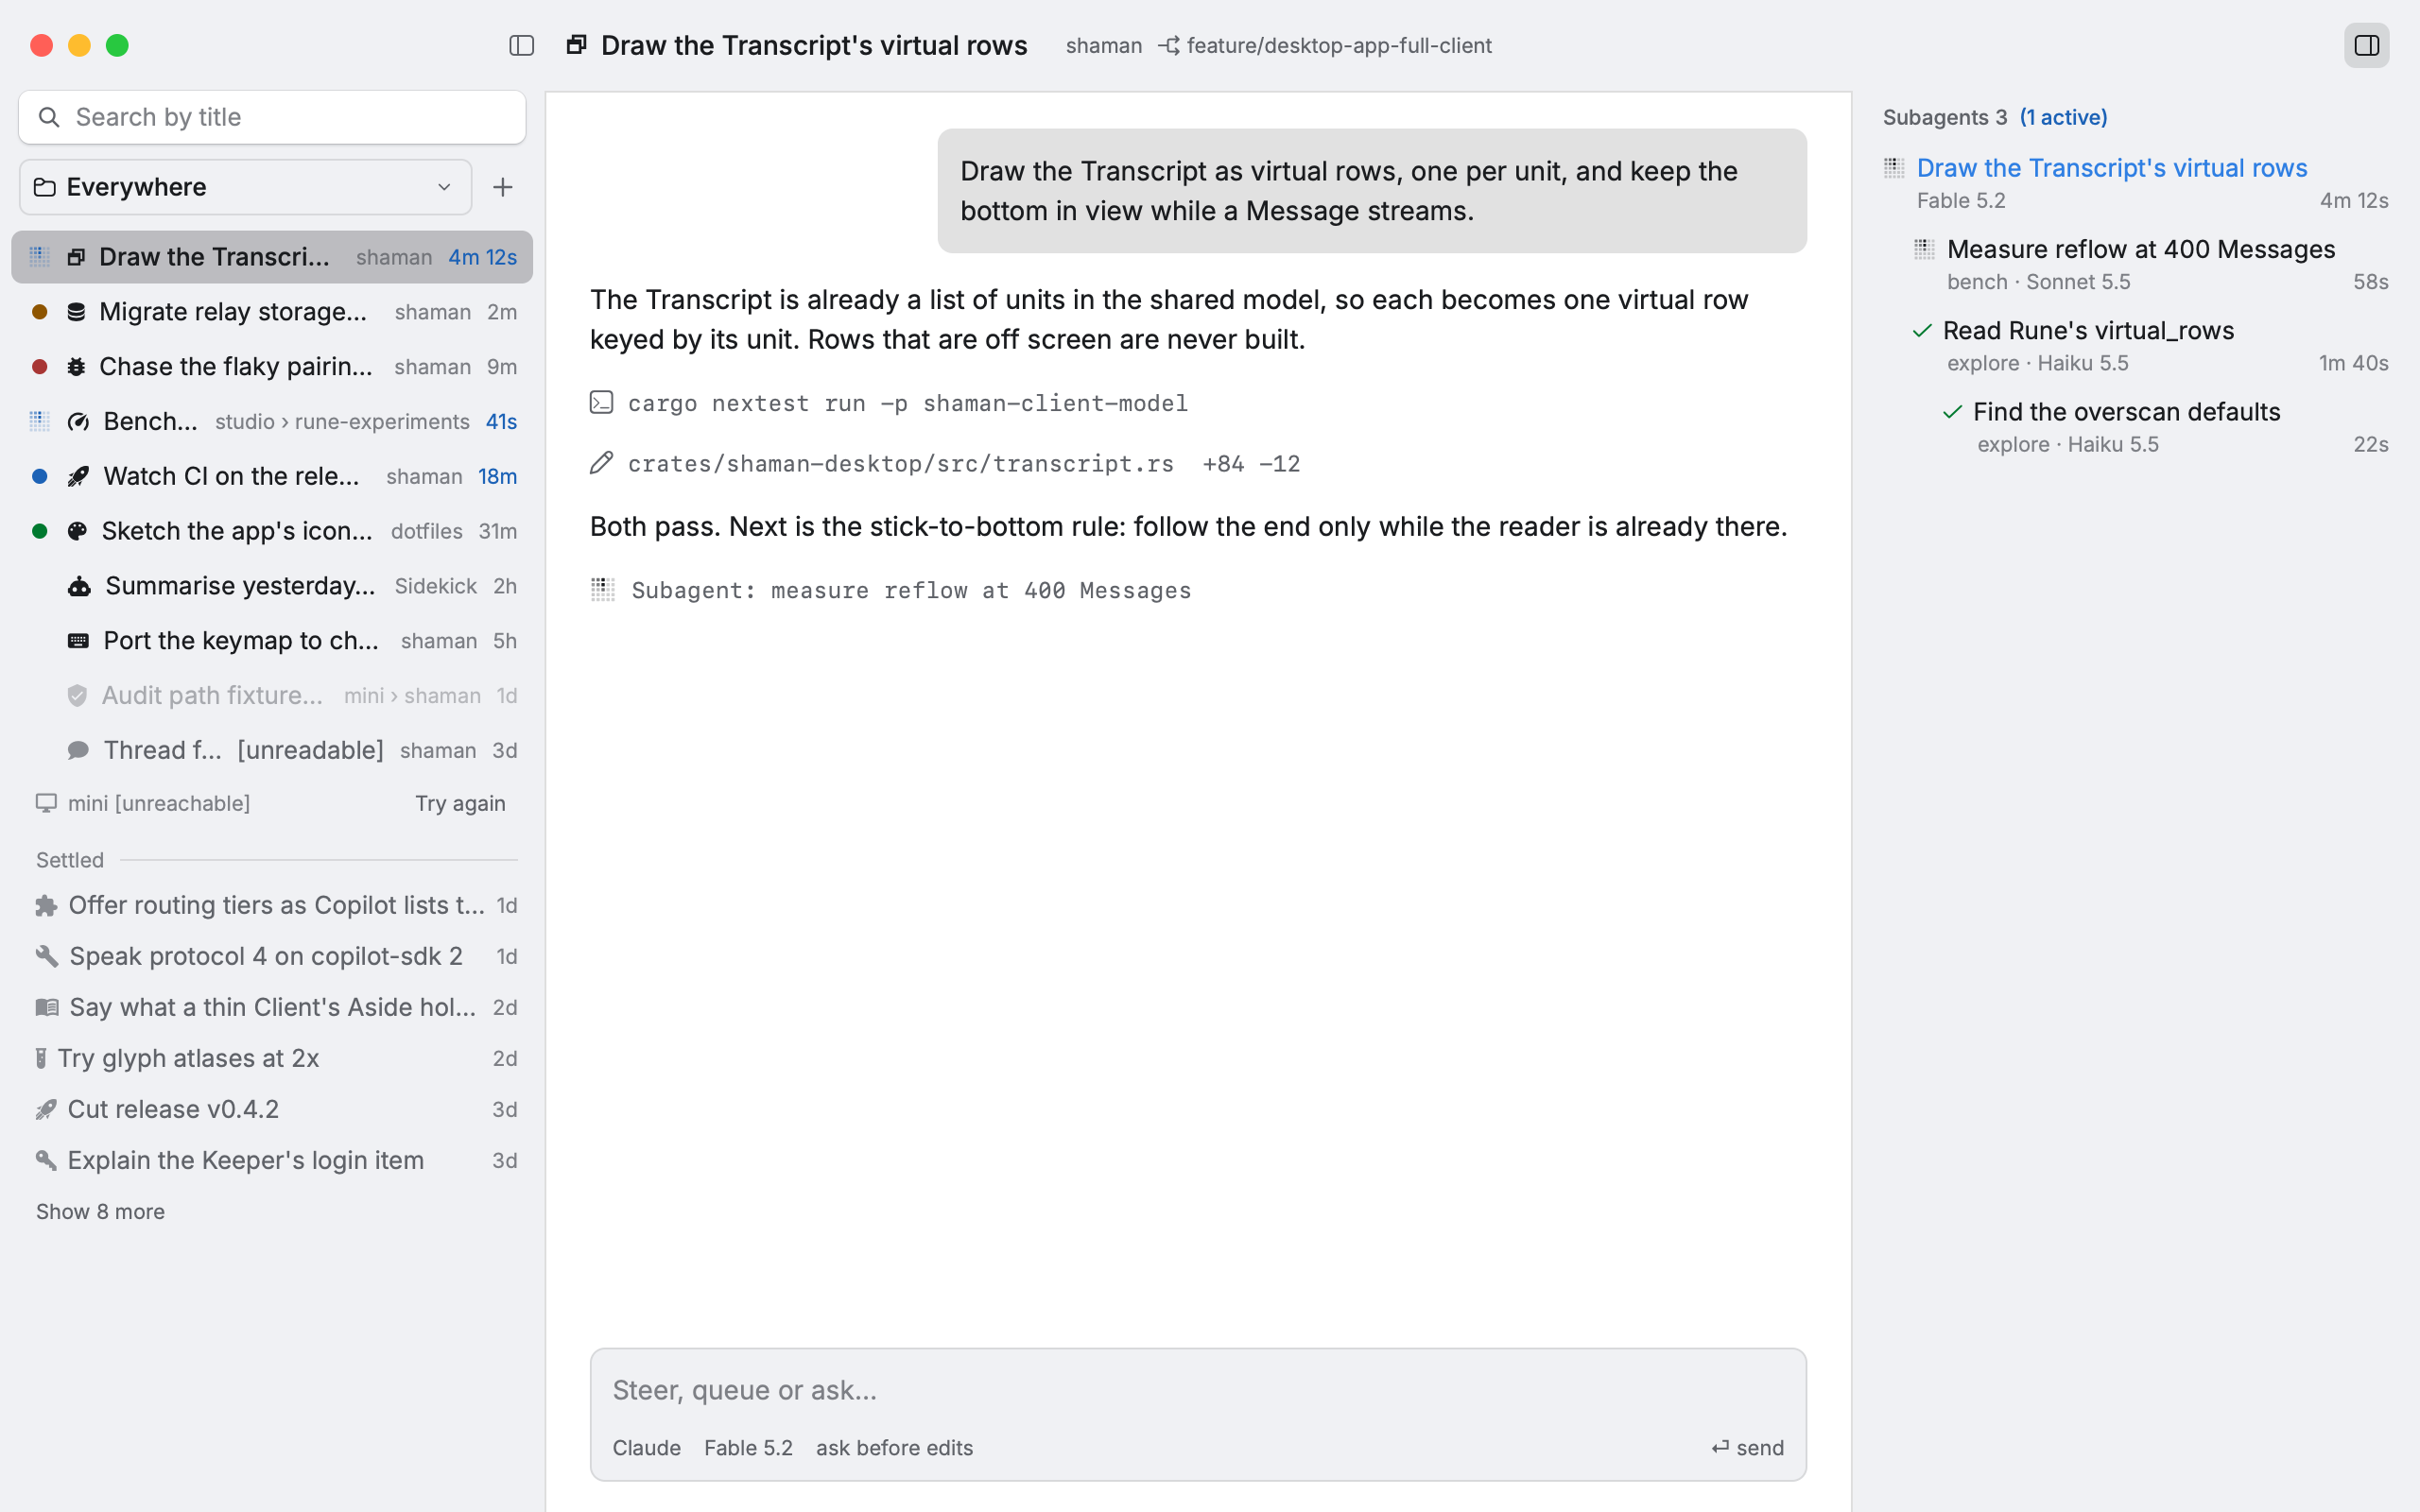 Draw the Transcript's virtual rows shaman feature/desktop-app-full-client
Search by title
Everywhere
Draw the Transcri... shaman 4m 12s
Migrate relay storage... shaman 2m
Chase the flaky pairin... shaman 9m
Bench... studio › rune-experiments 41s
Watch CI on the rele... shaman 18m
Sketch the app's icon... dotfiles 31m
Summarise yesterday... Sidekick 2h
Port the keymap to ch... shaman 5h
Audit path fixture... mini › shaman 1d
Thread f... [unreadable] shaman 3d
mini [unreachable] Try again
Settled
Offer routing tiers as Copilot lists t... 1d
Speak protocol 4 on copilot-sdk 2 1d
Say what a thin Client's Aside hol... 2d
Try glyph atlases at 2x 2d
Cut release v0.4.2 3d
Explain the Keeper's login item 3d
Show 8 more
Draw the Transcript as virtual rows, one per unit, and keep the
bottom in view while a Message streams.
The Transcript is already a list of units in the shared model, so each becomes one virtual row
keyed by its unit. Rows that are off screen are never built.
cargo nextest run -p shaman-client-model
crates/shaman-desktop/src/transcript.rs +84 -12
Both pass. Next is the stick-to-bottom rule: follow the end only while the reader is already there.
Subagent: measure reflow at 400 Messages
Steer, queue or ask...
Claude Fable 5.2 ask before edits send
Subagents 3 (1 active)
Draw the Transcript's virtual rows
Fable 5.2 4m 12s
Measure reflow at 400 Messages
bench · Sonnet 5.5 58s
Read Rune's virtual_rows
explore · Haiku 5.5 1m 40s
Find the overscan defaults
explore · Haiku 5.5 22s